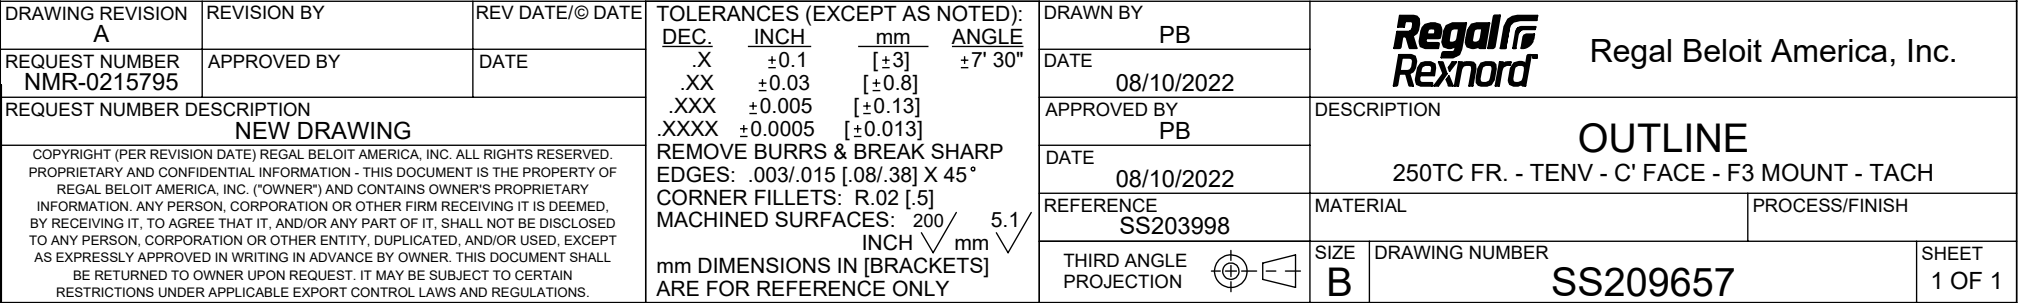 DRAWING REVISION
A
REVISION BY
REV DATE/© DATE
REQUEST NUMBER
NMR-0215795
APPROVED BY
DATE
REQUEST NUMBER DESCRIPTION
NEW DRAWING
COPYRIGHT (PER REVISION DATE) REGAL BELOIT AMERICA, INC. ALL RIGHTS RESERVED.
PROPRIETARY AND CONFIDENTIAL INFORMATION - THIS DOCUMENT IS THE PROPERTY OF
REGAL BELOIT AMERICA, INC. ("OWNER") AND CONTAINS OWNER'S PROPRIETARY
INFORMATION. ANY PERSON, CORPORATION OR OTHER FIRM RECEIVING IT IS DEEMED,
BY RECEIVING IT, TO AGREE THAT IT, AND/OR ANY PART OF IT, SHALL NOT BE DISCLOSED
TO ANY PERSON, CORPORATION OR OTHER ENTITY, DUPLICATED, AND/OR USED, EXCEPT
AS EXPRESSLY APPROVED IN WRITING IN ADVANCE BY OWNER. THIS DOCUMENT SHALL
BE RETURNED TO OWNER UPON REQUEST. IT MAY BE SUBJECT TO CERTAIN
RESTRICTIONS UNDER APPLICABLE EXPORT CONTROL LAWS AND REGULATIONS.
TOLERANCES (EXCEPT AS NOTED):
DEC. INCH mm ANGLE
.X ±0.1 [±3] ±7' 30"
.XX ±0.03 [±0.8]
.XXX ±0.005 [±0.13]
.XXXX ±0.0005 [±0.013]
REMOVE BURRS & BREAK SHARP
EDGES: .003/.015 [.08/.38] X 45°
CORNER FILLETS: R.02 [.5]
MACHINED SURFACES: 200/ 5.1/
INCH mm
mm DIMENSIONS IN [BRACKETS]
ARE FOR REFERENCE ONLY
DRAWN BY
PB
DATE
08/10/2022
APPROVED BY
PB
DATE
08/10/2022
REFERENCE
SS203998
THIRD ANGLE
PROJECTION
Regal
Rexnord
Regal Beloit America, Inc.
DESCRIPTION
OUTLINE
250TC FR. - TENV - C' FACE - F3 MOUNT - TACH
MATERIAL
PROCESS/FINISH
SIZE
B
DRAWING NUMBER
SS209657
SHEET
1 OF 1